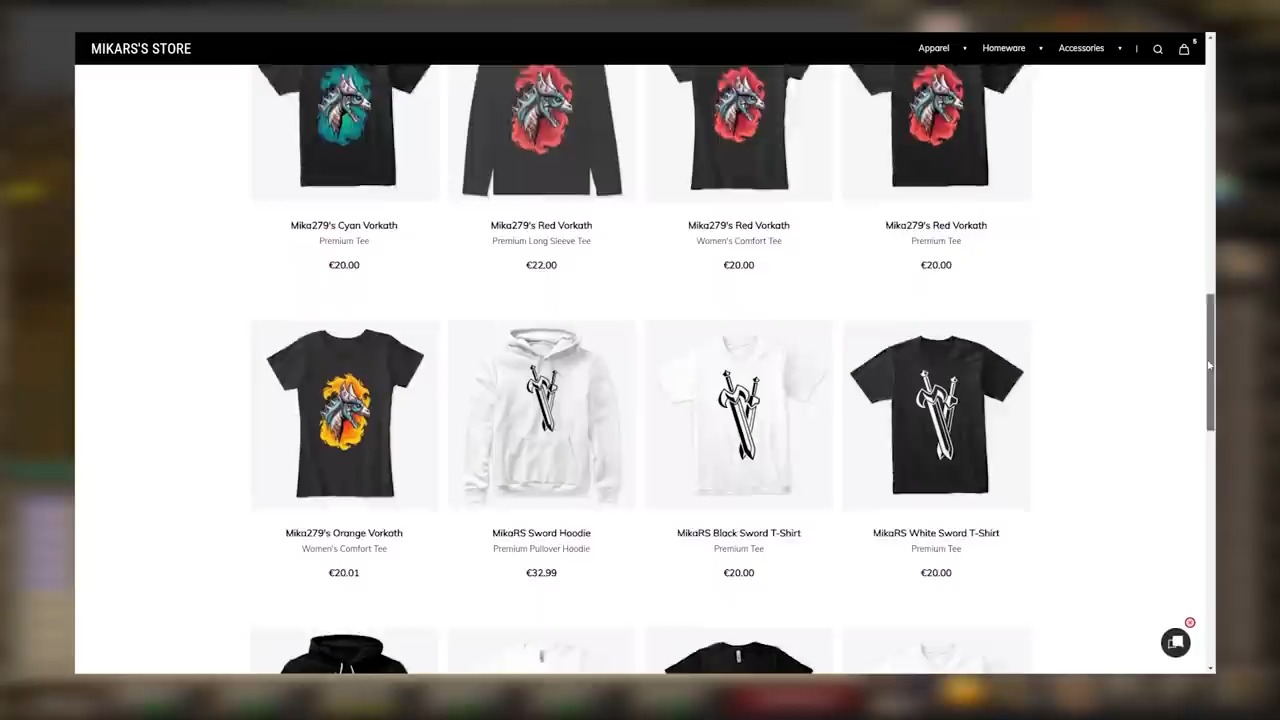 MIKARS'S STORE
Apparel
Homeware
Accessories
5
Mika279's Cyan Vorkath
Premium Tee
€20.00
Mika279's Red Vorkath
Premium Long Sleeve Tee
€22.00
Mika279's Red Vorkath
Women's Comfort Tee
€20.00
Mika279's Red Vorkath
Premium Tee
€20.00
Mika279's Orange Vorkath
Women's Comfort Tee
€20.01
MikaRS Sword Hoodie
Premium Pullover Hoodie
€32.99
MikaRS Black Sword T-Shirt
Premium Tee
€20.00
MikaRS White Sword T-Shirt
Premium Tee
€20.00